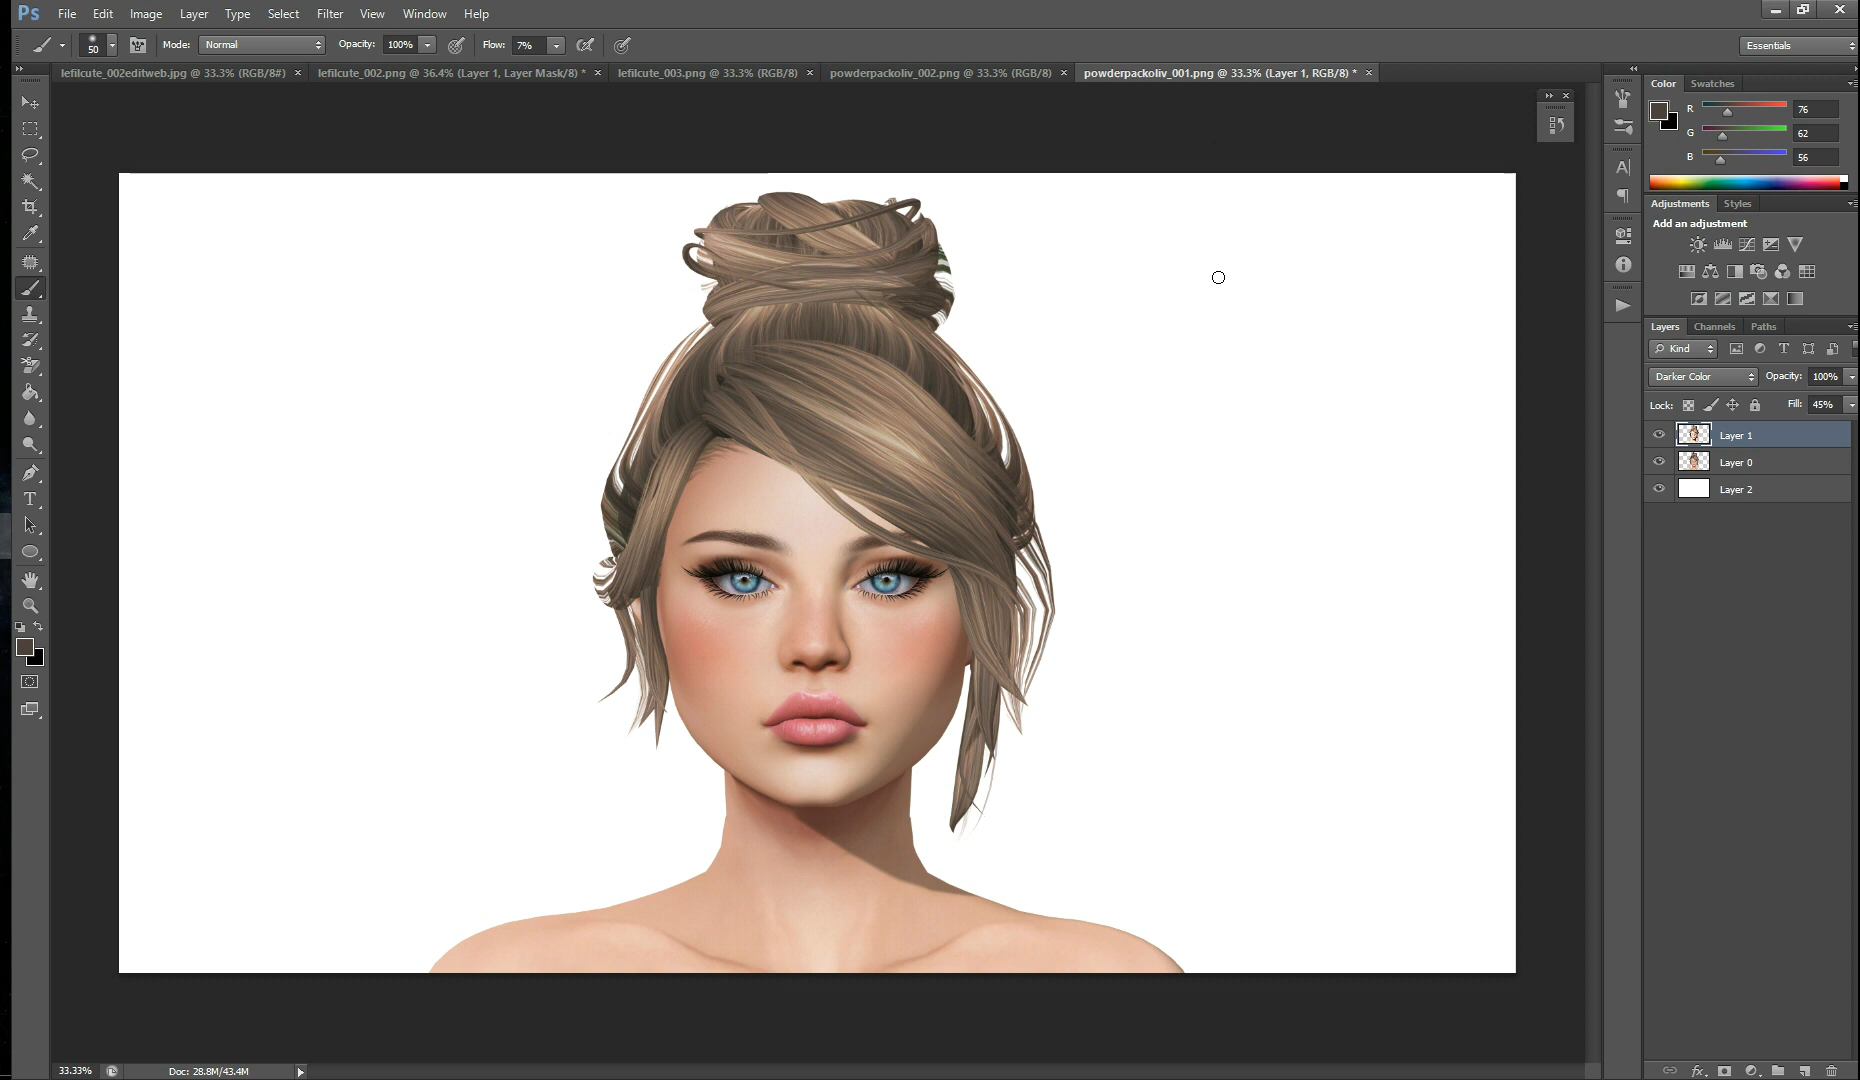 Ps File Edit Image Layer Type Select Filter View Window Help
50 Mode: Normal Opacity: 100% Flow: 7% Essentials
lefilcute_002editweb.jpg @ 33.3% (RGB/8#) × lefilcute_002.png @ 36.4% (Layer 1, Layer Mask/8) * × lefilcute_003.png @ 33.3% (RGB/8) × powderpackoliv_002.png @ 33.3% (RGB/8) × powderpackoliv_001.png @ 33.3% (Layer 1, RGB/8) * ×
Color Swatches
R 76
G 62
B 56
Adjustments Styles
Add an adjustment
Layers Channels Paths
Kind
Darker Color Opacity: 100%
Lock: Fill: 45%
Layer 1
Layer 0
Layer 2
33.33% Doc: 28.8M/43.4M